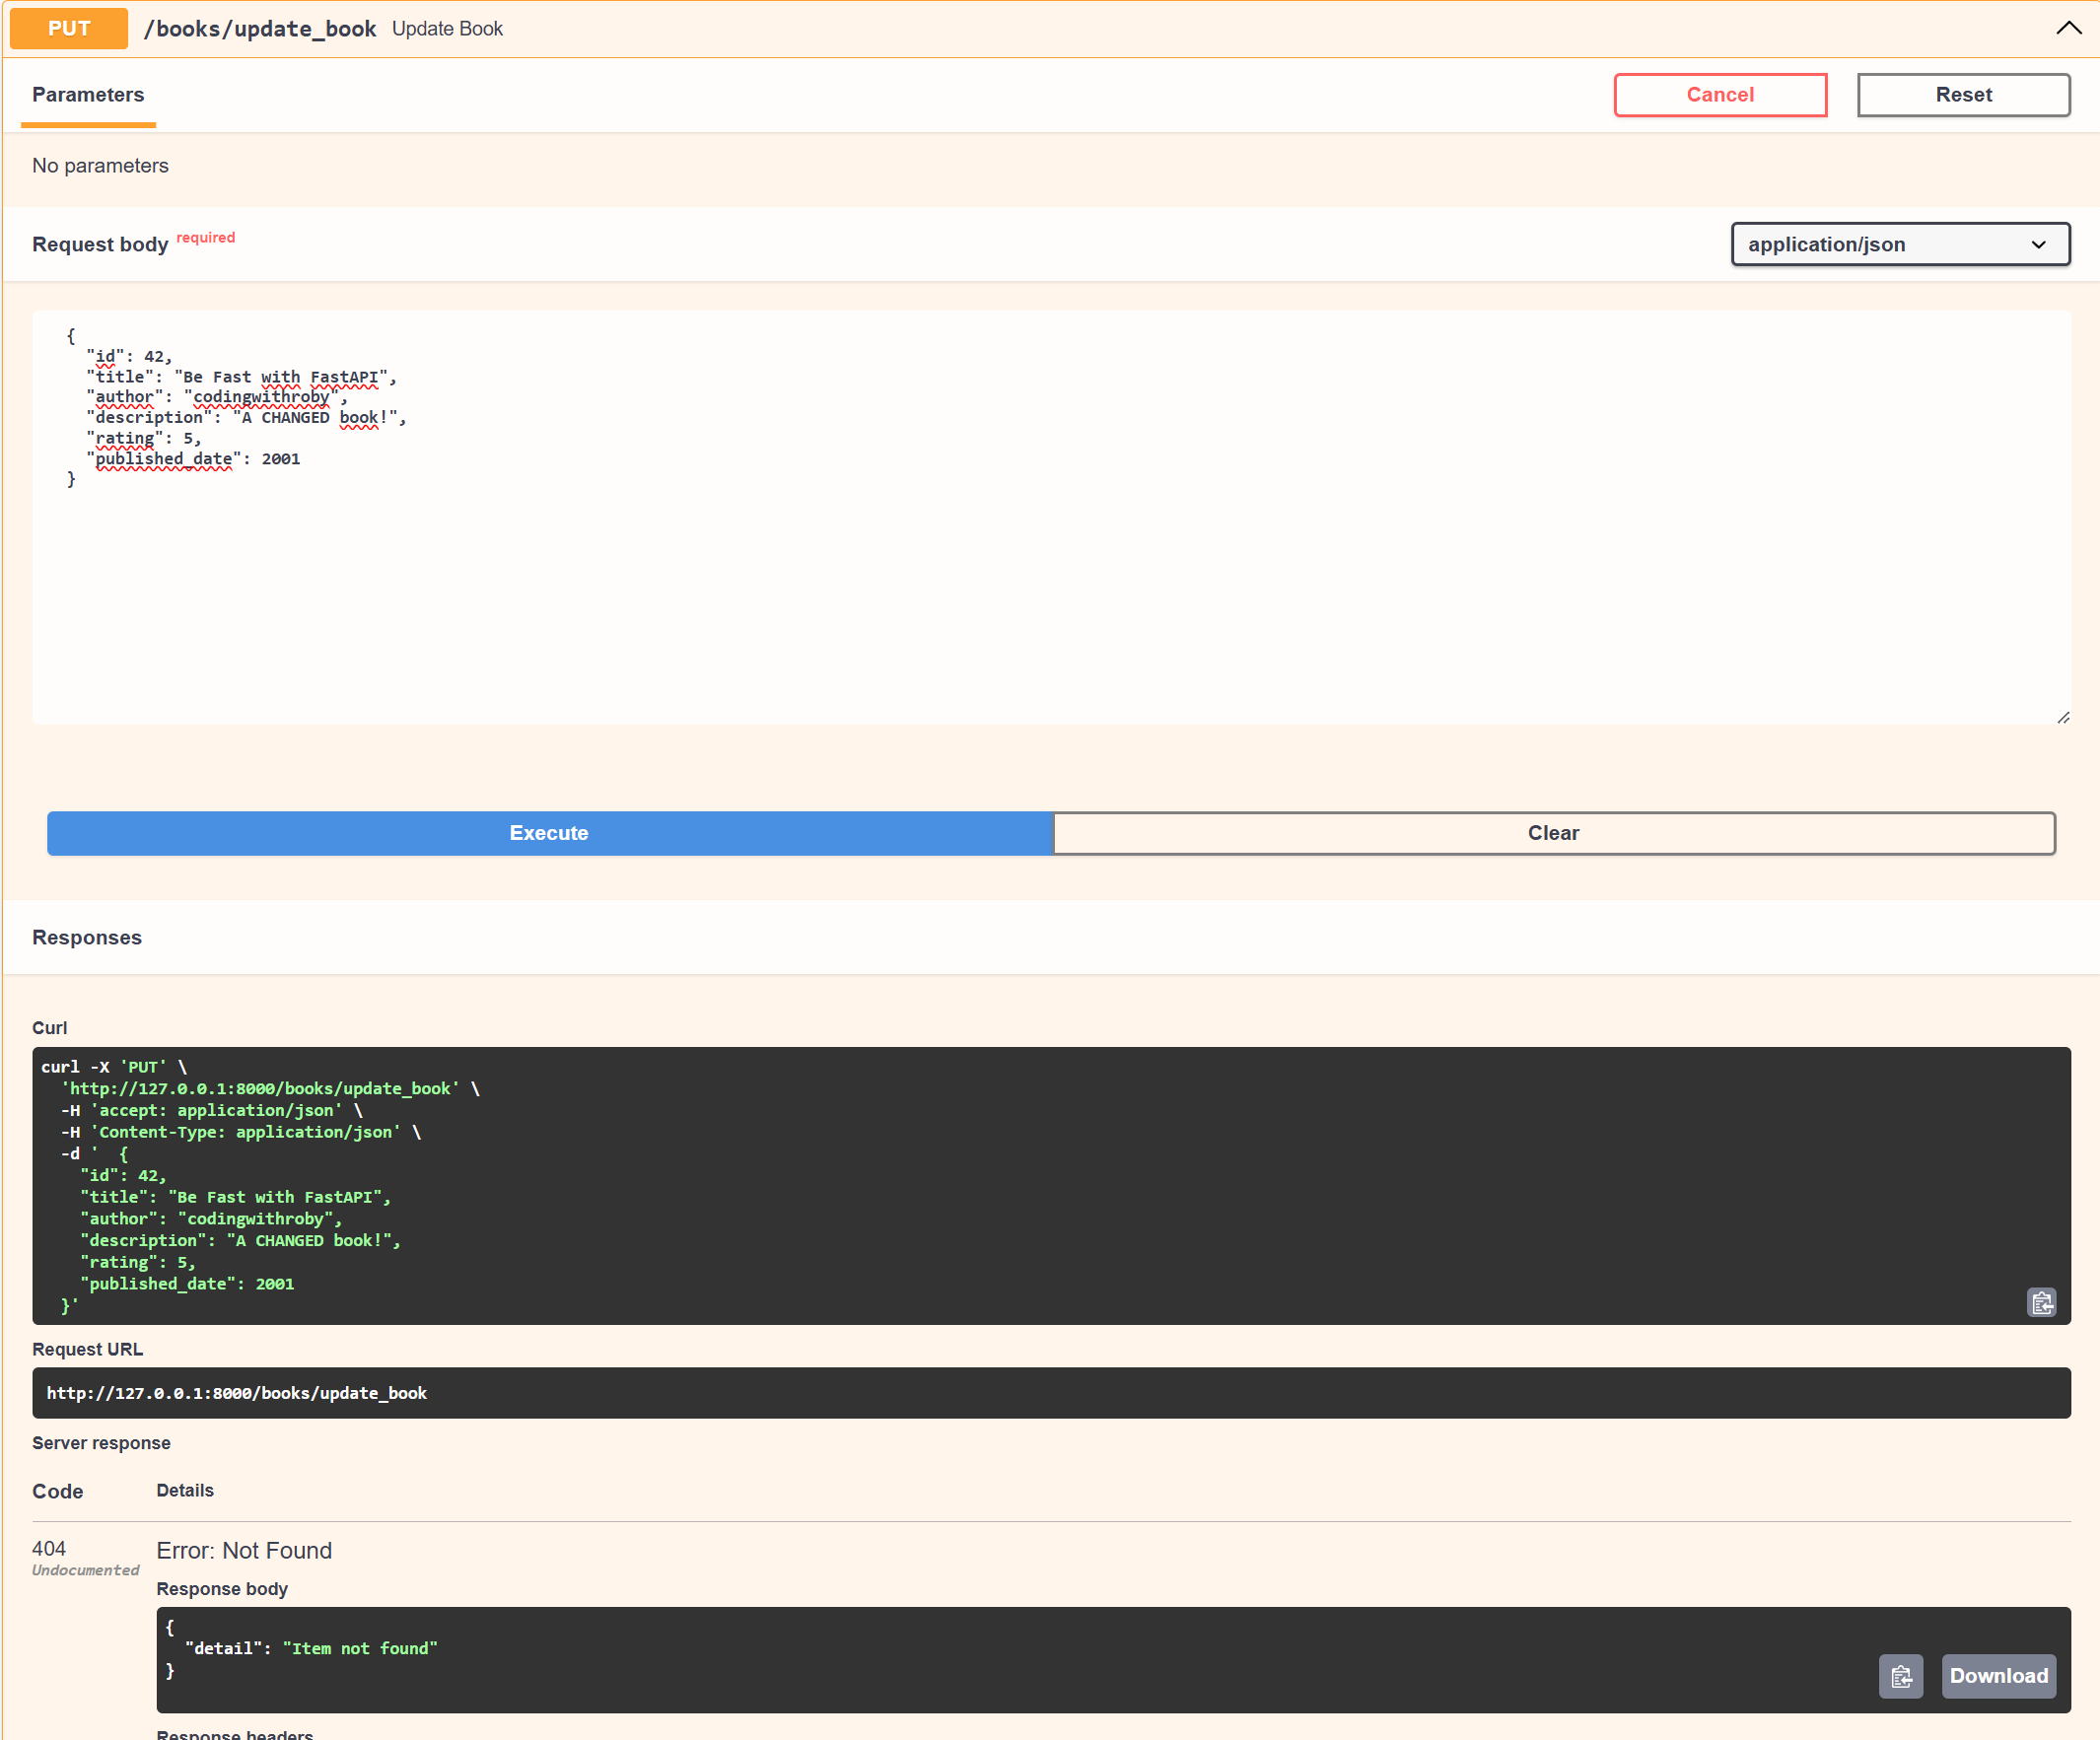 PUT /books/update_book Update Book
Parameters
Cancel
Reset
No parameters
Request body required
application/json
{
"id": 42,
"title": "Be Fast with FastAPI",
"author": "codingwithroby",
"description": "A CHANGED book!",
"rating": 5,
"published_date": 2001
}
Execute
Clear
Responses
Curl
curl -X 'PUT' \
'http://127.0.0.1:8000/books/update_book' \
-H 'accept: application/json' \
-H 'Content-Type: application/json' \
-d '  {
"id": 42,
"title": "Be Fast with FastAPI",
"author": "codingwithroby",
"description": "A CHANGED book!",
"rating": 5,
"published_date": 2001
}'
Request URL
http://127.0.0.1:8000/books/update_book
Server response
Code Details
404 Error: Not Found
Undocumented
Response body
{
"detail": "Item not found"
}
Download
Response headers